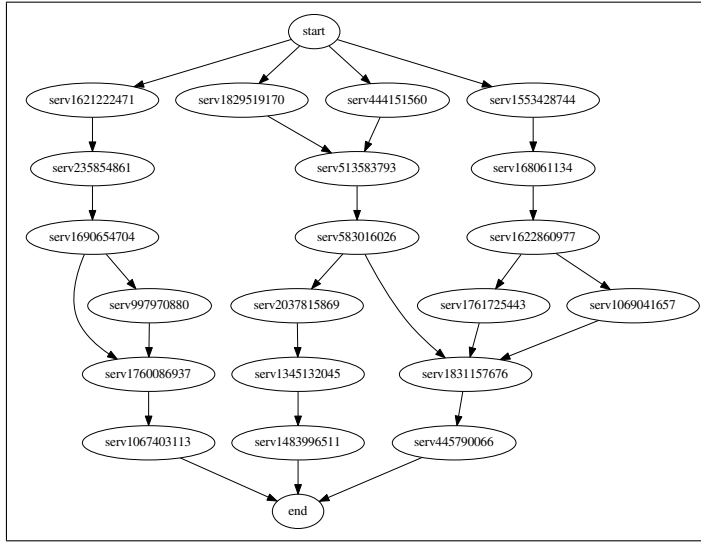 start
serv1621222471
serv1829519170
serv444151560
serv1553428744
serv235854861
serv513583793
serv168061134
serv1690654704
serv583016026
serv1622860977
serv997970880
serv2037815869
serv1761725443
serv1069041657
serv1760086937
serv1345132045
serv1831157676
serv1067403113
serv1483996511
serv445790066
end